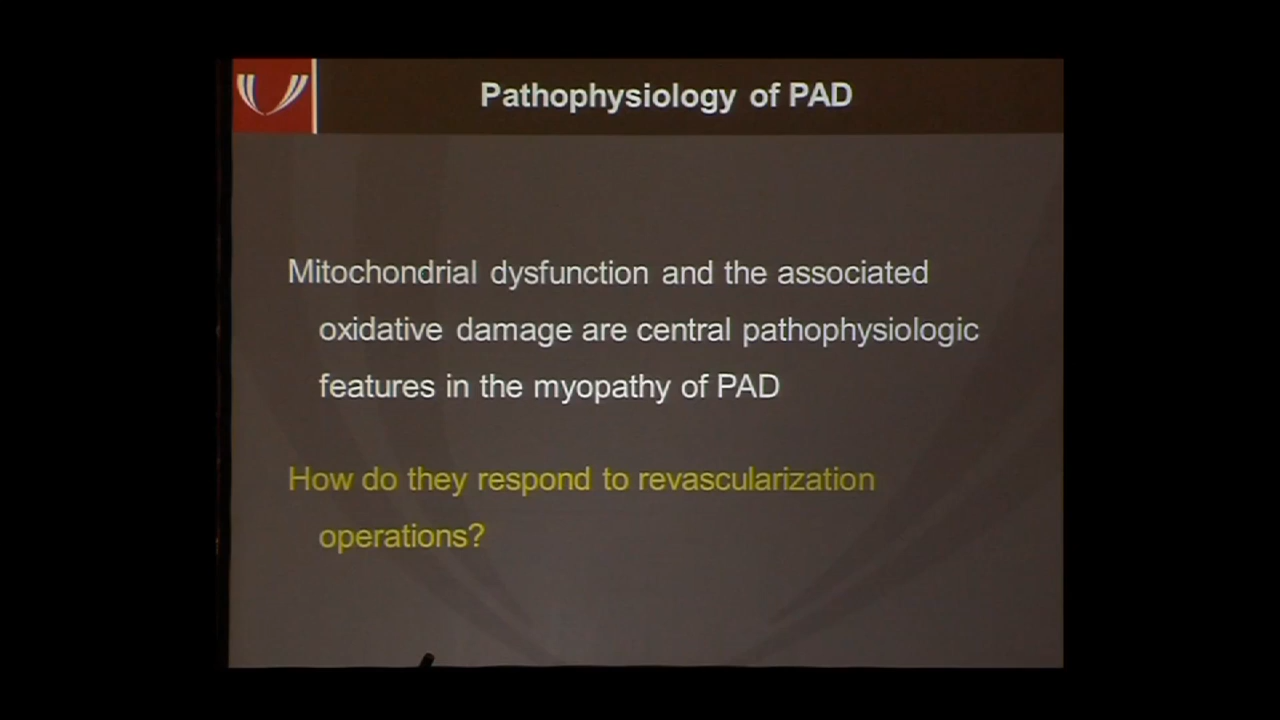 Pathophysiology of PAD
Mitochondrial dysfunction and the associated
oxidative damage are central pathophysiologic
features in the myopathy of PAD
How do they respond to revascularization
operations?